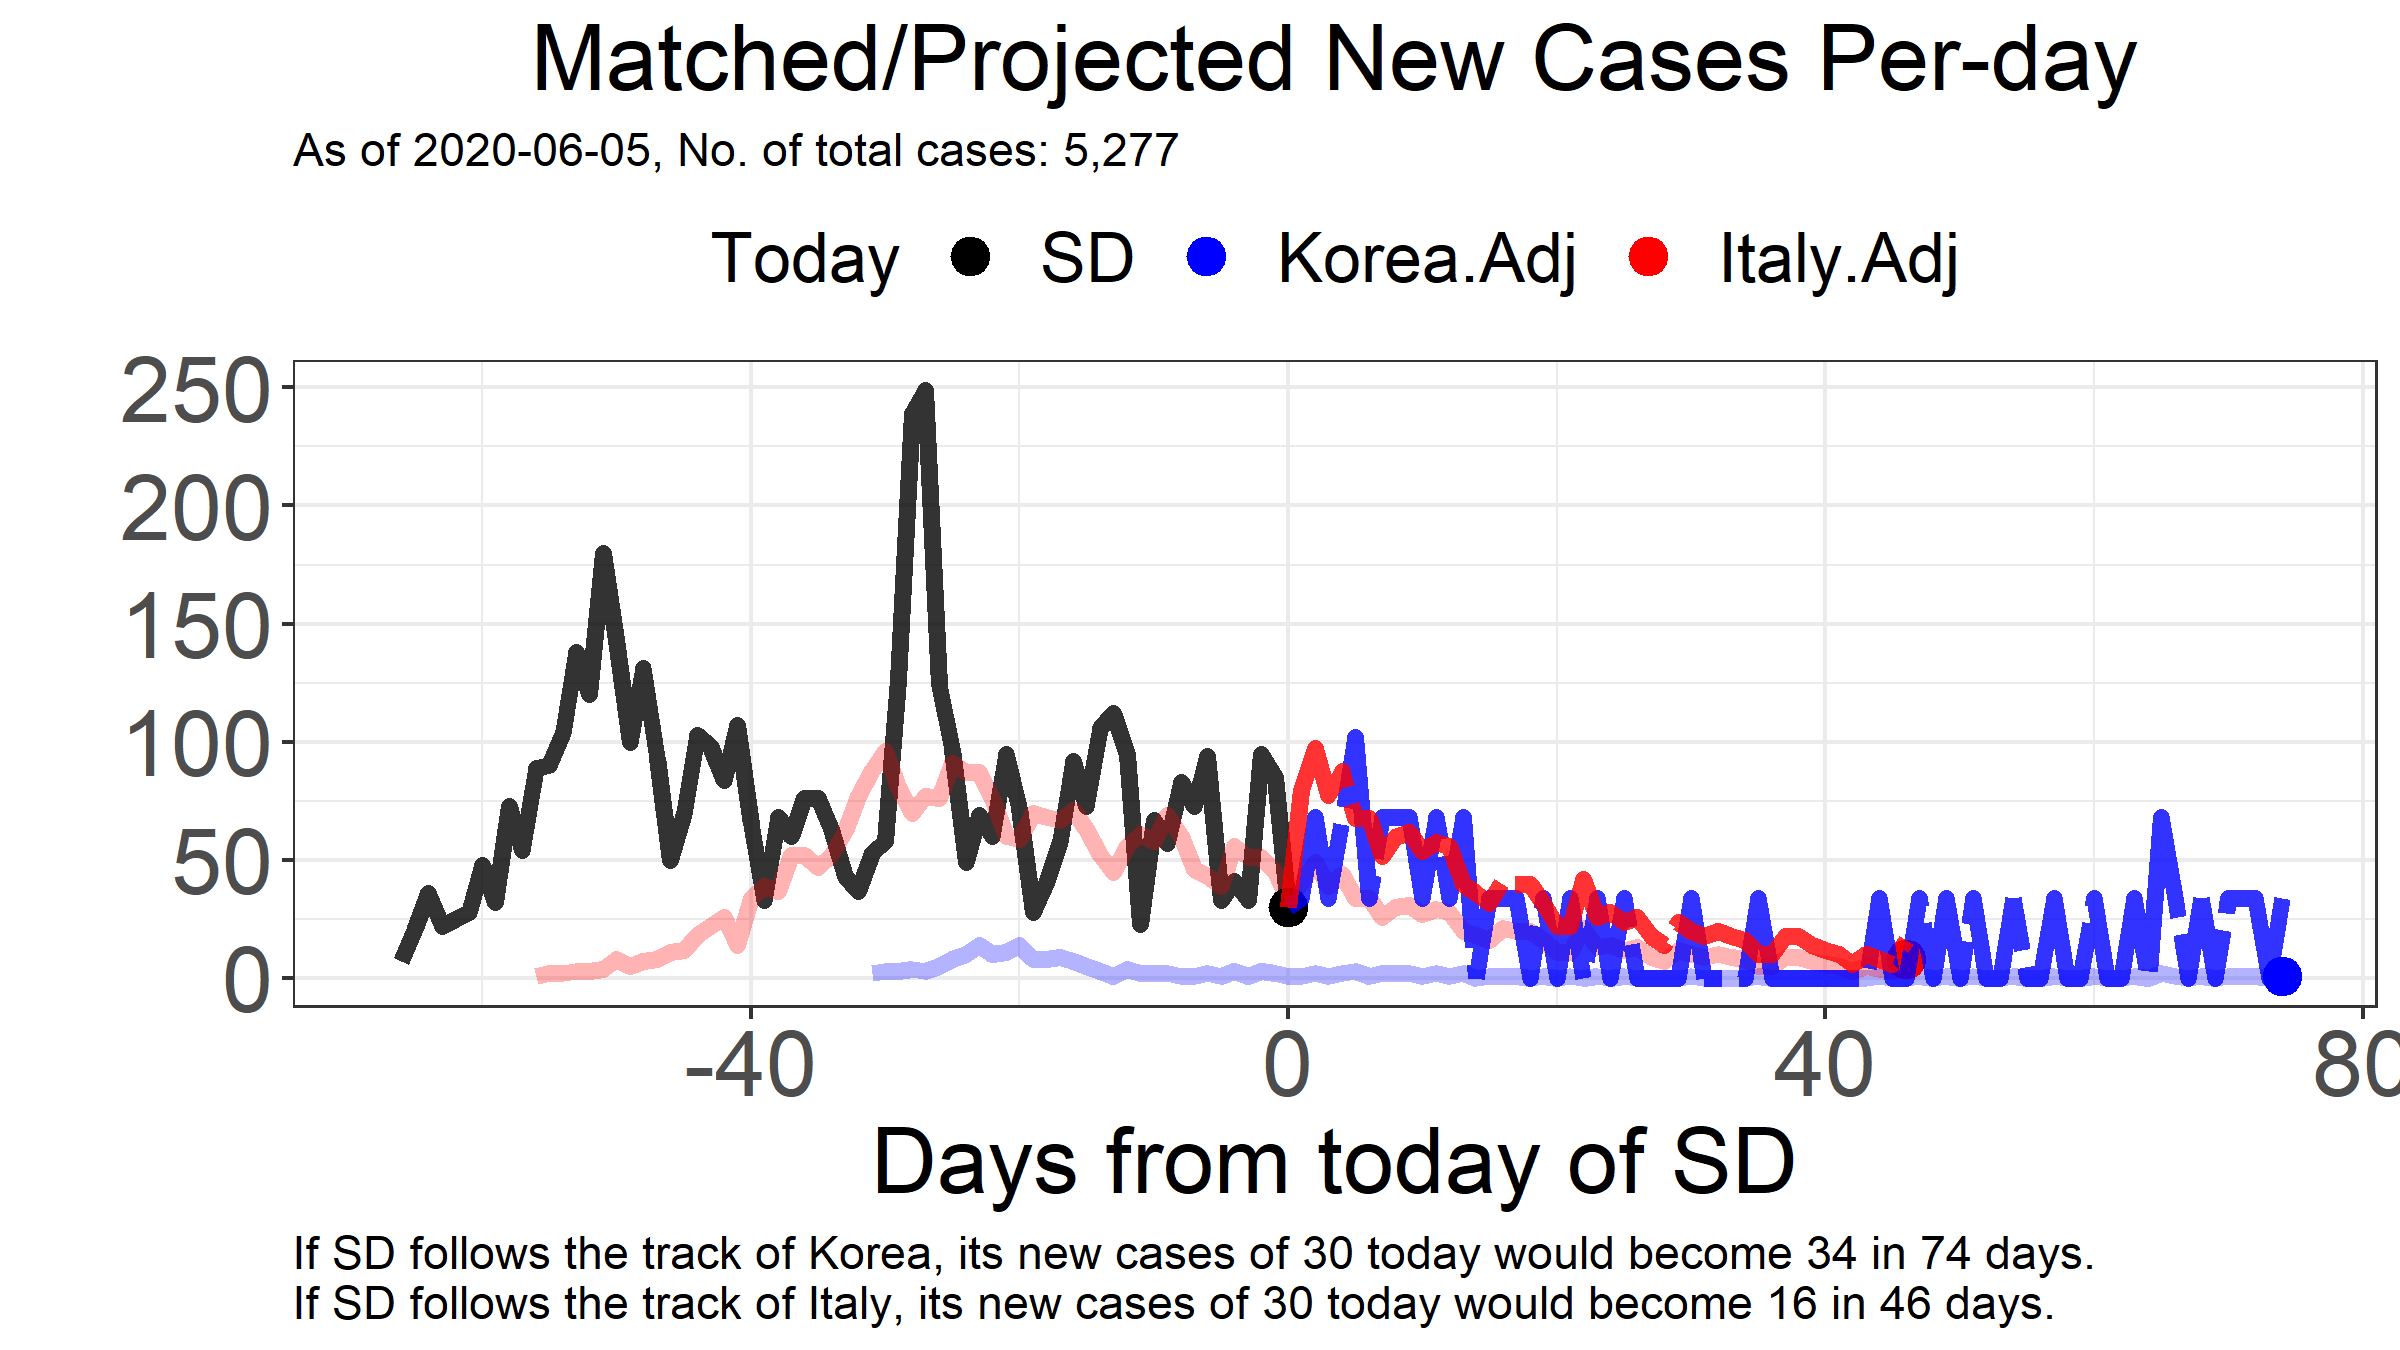 Matched/Projected New Cases Per-day
As of 2020-06-05, No. of total cases: 5,277
Today SD Korea.Adj Italy.Adj
250
200
150
100
50
0
-40 0 40 80
Days from today of SD
If SD follows the track of Korea, its new cases of 30 today would become 34 in 74 days.
If SD follows the track of Italy, its new cases of 30 today would become 16 in 46 days.